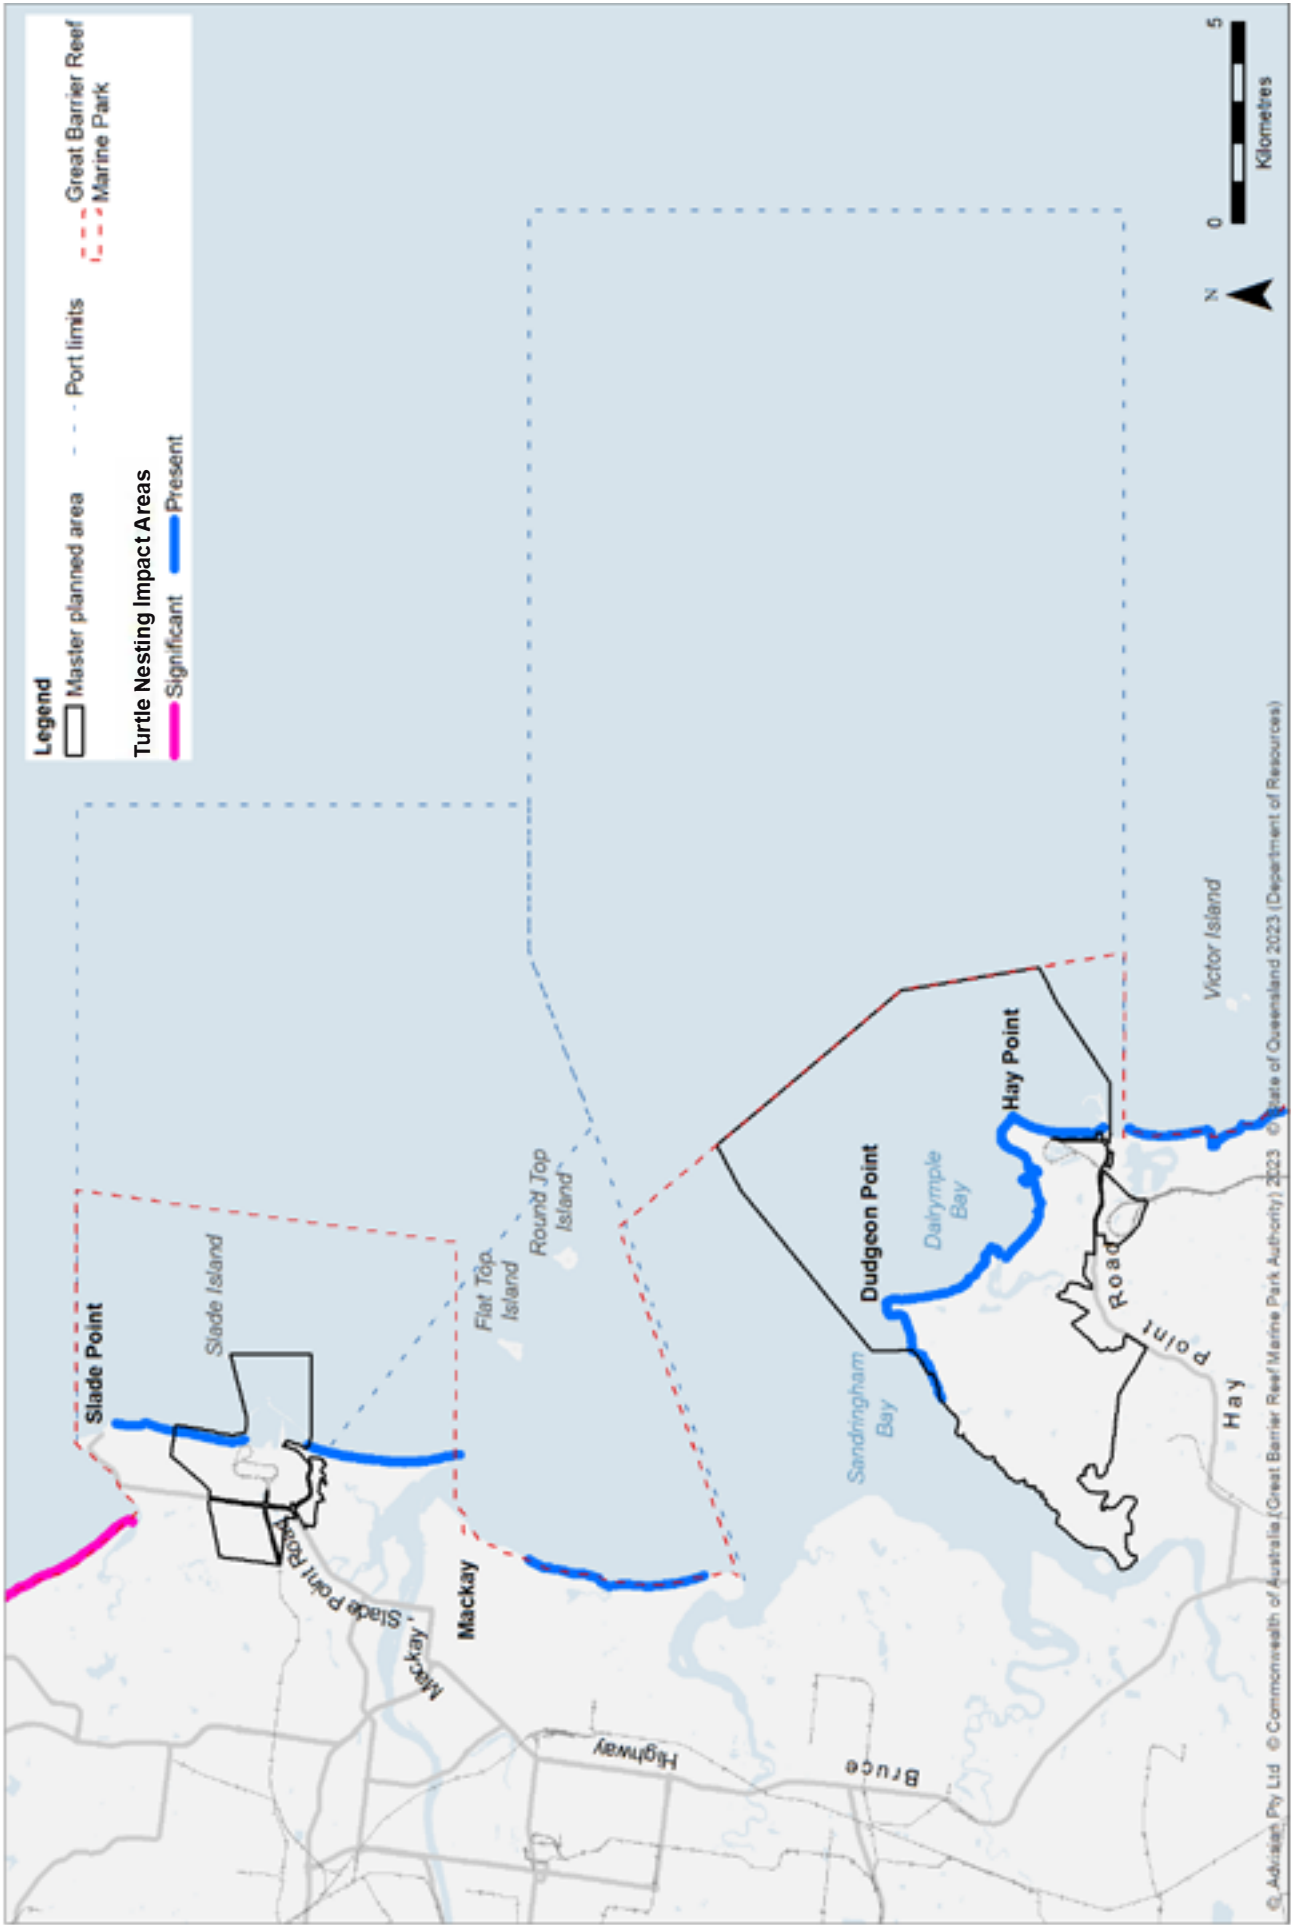 Legend
Master planned area
Port limits
Great Barrier Reef
Marine Park
Turtle Nesting Impact Areas
Significant
Present
Slade Point
Slade Island
Slade Point Road
Mackay
Mackay
Flat Top
Island
Round Top
Island
Sandringham
Bay
Dudgeon Point
Dalrymple
Bay
Hay Point
Hay Point Road
Victor Island
Bruce Highway
N
0 5
Kilometres
© Advisian Pty Ltd © Commonwealth of Australia (Great Barrier Reef Marine Park Authority) 2023 © State of Queensland 2023 (Department of Resources)